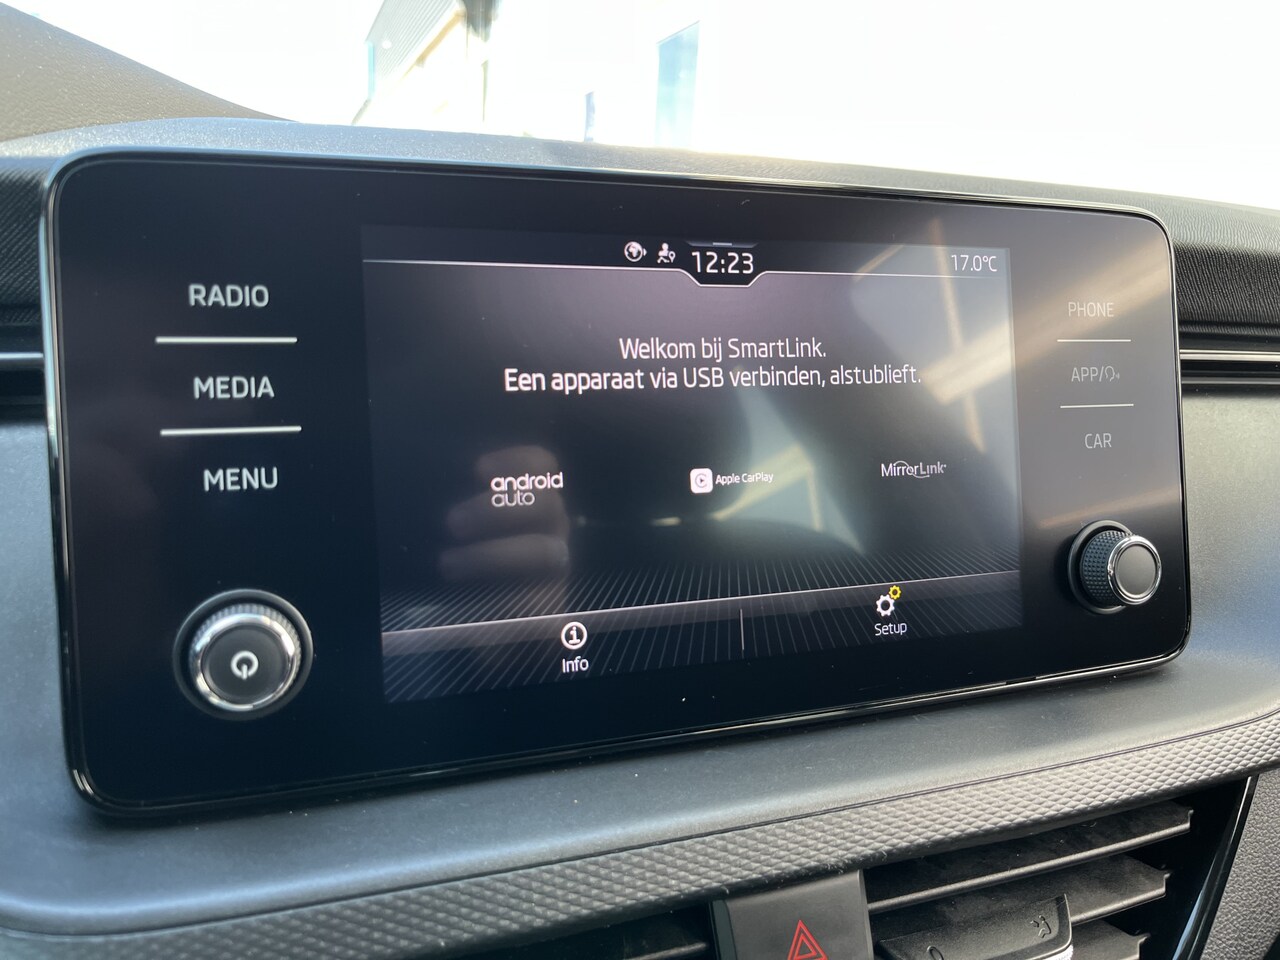 12:23
17.0°C
RADIO
MEDIA
MENU
Welkom bij SmartLink.
Een apparaat via USB verbinden, alstublieft.
android
auto
Apple CarPlay
MirrorLink
Info
Setup
PHONE
APP/
CAR